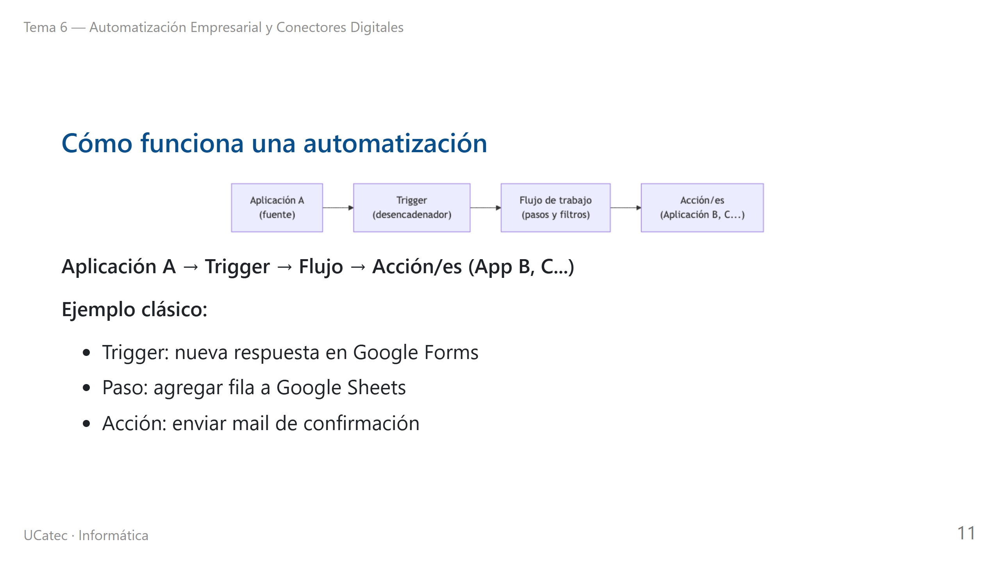 Tema 6 — Automatización Empresarial y Conectores Digitales
Cómo funciona una automatización
Aplicación A
(fuente)
Trigger
(desencadenador)
Flujo de trabajo
(pasos y filtros)
Acción/es
(Aplicación B, C...)
Aplicación A → Trigger → Flujo → Acción/es (App B, C...)
Ejemplo clásico:
• Trigger: nueva respuesta en Google Forms
• Paso: agregar fila a Google Sheets
• Acción: enviar mail de confirmación
UCatec · Informática
11